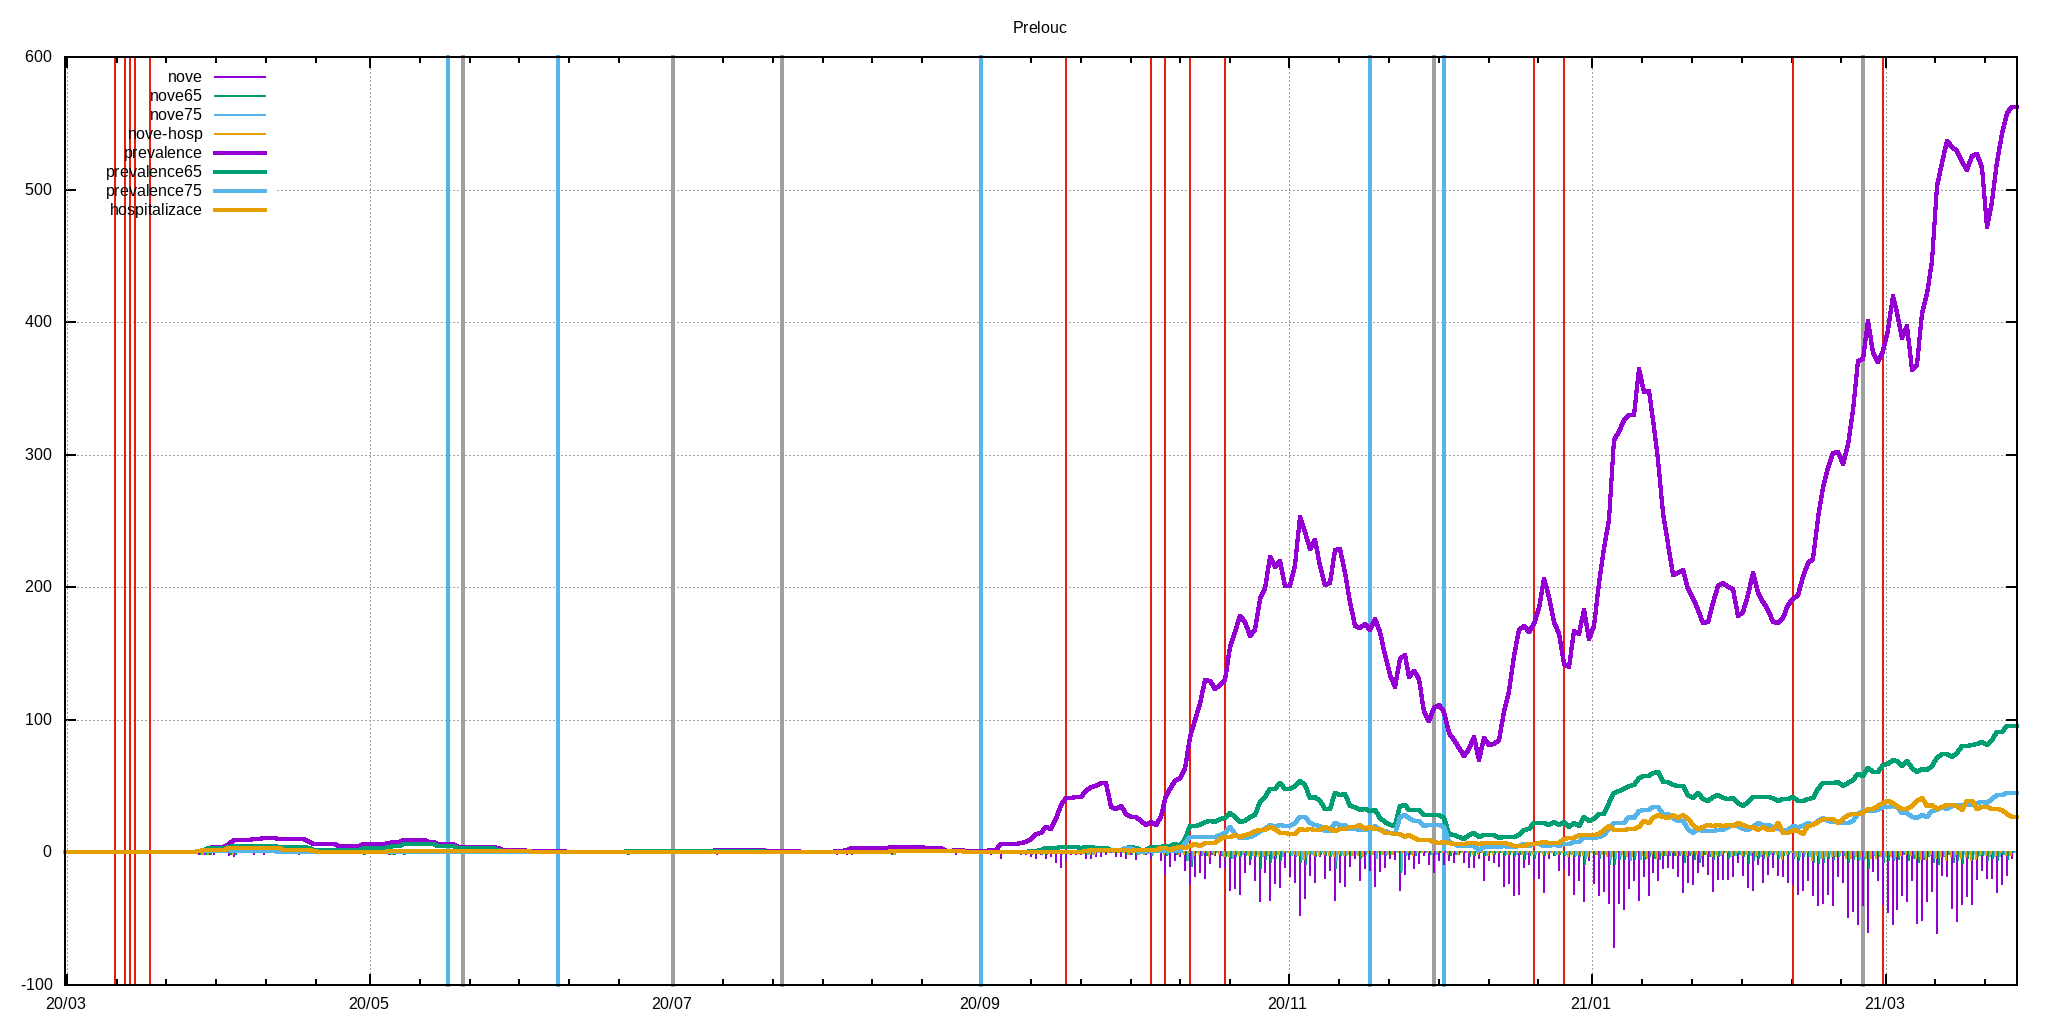 Prelouc
600
500
400
300
200
100
0
-100
nove
nove65
nove75
nove-hosp
prevalence
prevalence65
prevalence75
hospitalizace
20/03 20/05 20/07 20/09 20/11 21/01 21/03